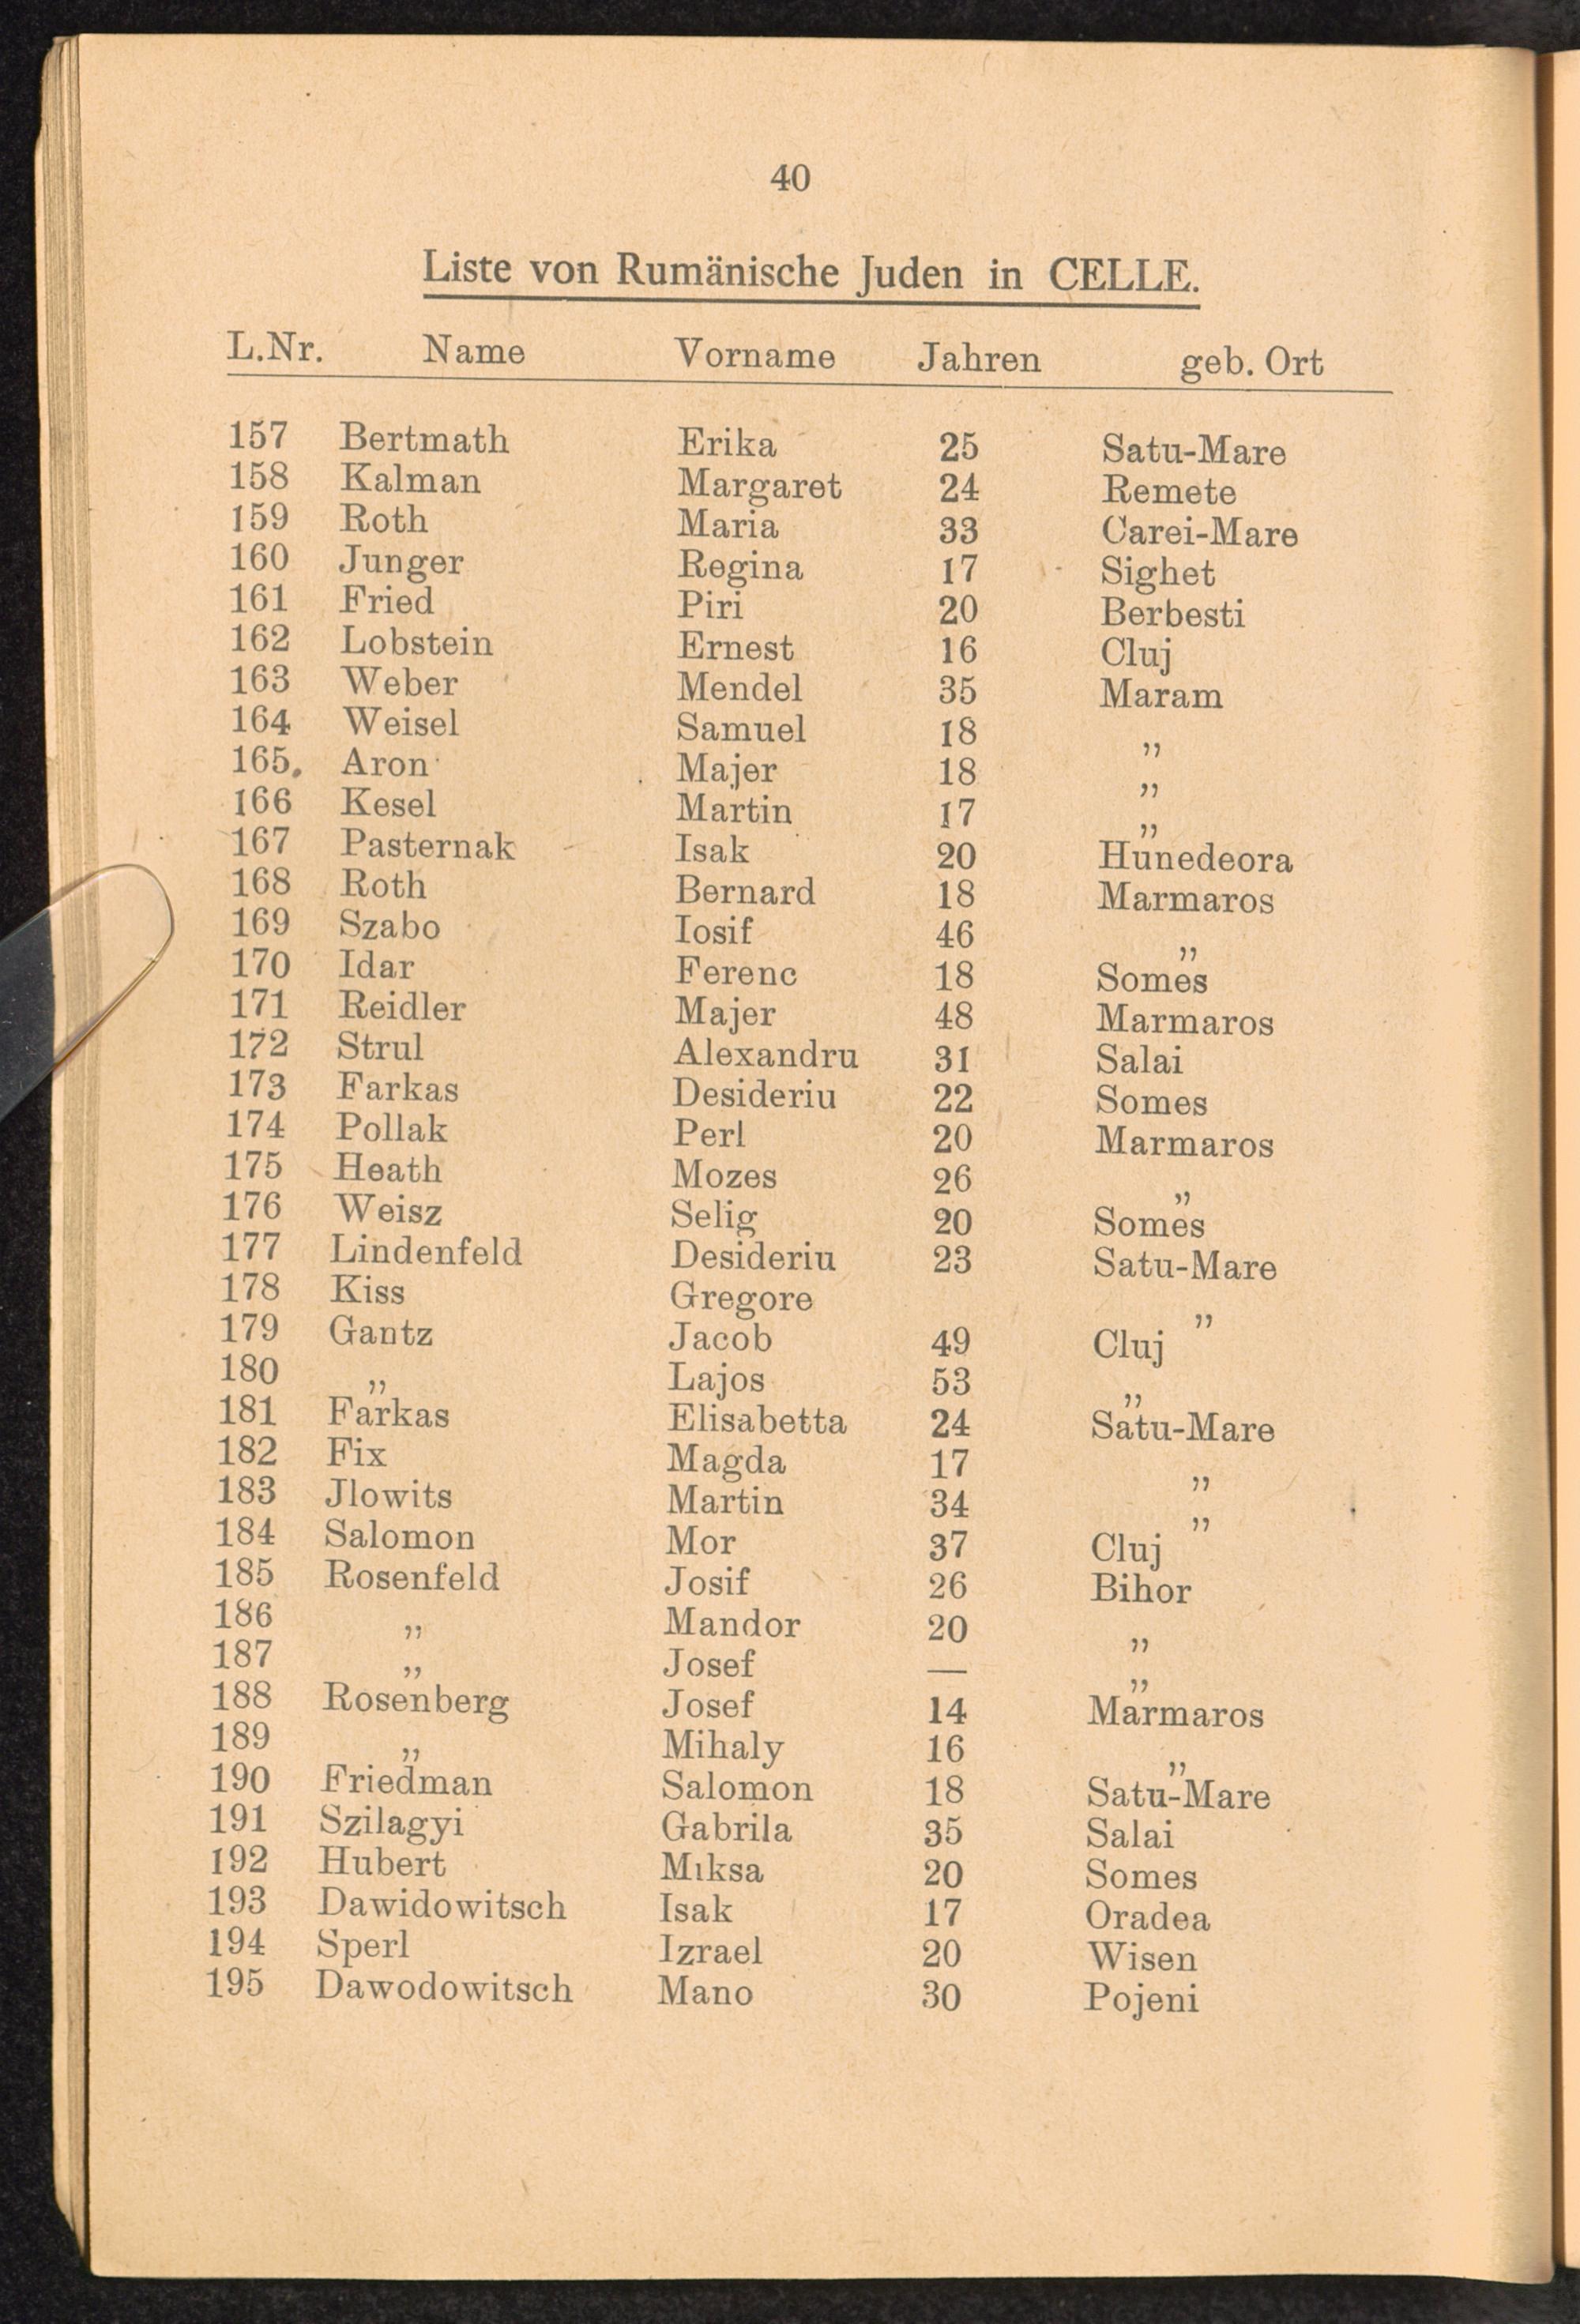 40
Liste von Rumänische Juden in CELLE.
L.Nr. Name Vorname Jahren geb. Ort
157 Bertmath Erika 25 Satu-Mare
158 Kalman Margaret 24 Remete
159 Roth Maria 33 Carei-Mare
160 Junger Regina 17 Sighet
161 Fried Piri 20 Berbesti
162 Lobstein Ernest 16 Cluj
163 Weber Mendel 35 Maram
164 Weisel Samuel 18 „
165. Aron Majer 18 „
166 Kesel Martin 17 „
167 Pasternak Isak 20 Hunedeora
168 Roth Bernard 18 Marmaros
169 Szabo Iosif 46 „
170 Idar Ferenc 18 Somes
171 Reidler Majer 48 Marmaros
172 Strul Alexandru 31 Salai
173 Farkas Desideriu 22 Somes
174 Pollak Perl 20 Marmaros
175 Heath Mozes 26 „
176 Weisz Selig 20 Somes
177 Lindenfeld Desideriu 23 Satu-Mare
178 Kiss Gregore „
179 Gantz Jacob 49 Cluj
180 „ Lajos 53 „
181 Farkas Elisabetta 24 Satu-Mare
182 Fix Magda 17 „
183 Jlowits Martin 34 „
184 Salomon Mor 37 Cluj
185 Rosenfeld Josif 26 Bihor
186 „ Mandor 20 „
187 „ Josef — „
188 Rosenberg Josef 14 Marmaros
189 „ Mihaly 16 „
190 Friedman Salomon 18 Satu-Mare
191 Szilagyi Gabrila 35 Salai
192 Hubert Miksa 20 Somes
193 Dawidowitsch Isak 17 Oradea
194 Sperl Izrael 20 Wisen
195 Dawodowitsch Mano 30 Pojeni